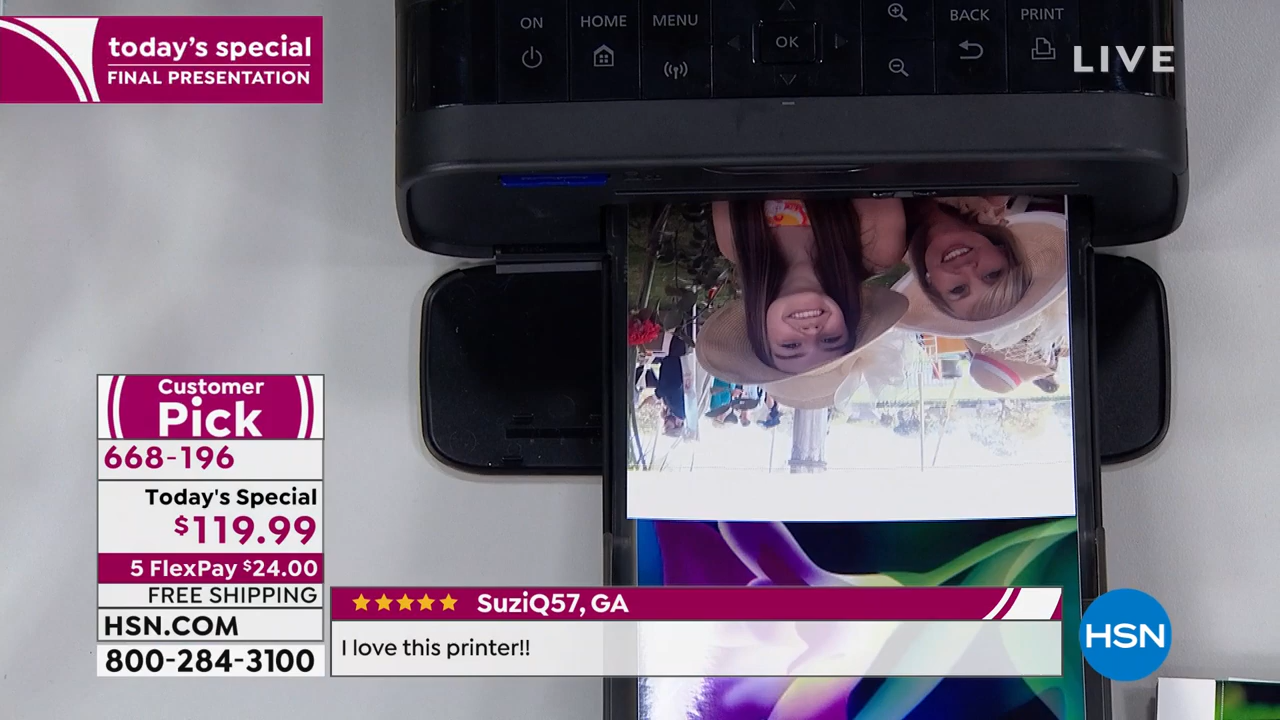 today's special
FINAL PRESENTATION
ON
HOME
MENU
OK
BACK
PRINT
LIVE
Customer
Pick
668-196
Today's Special
$119.99
5 FlexPay $24.00
FREE SHIPPING
HSN.COM
800-284-3100
SuziQ57, GA
I love this printer!!
HSN